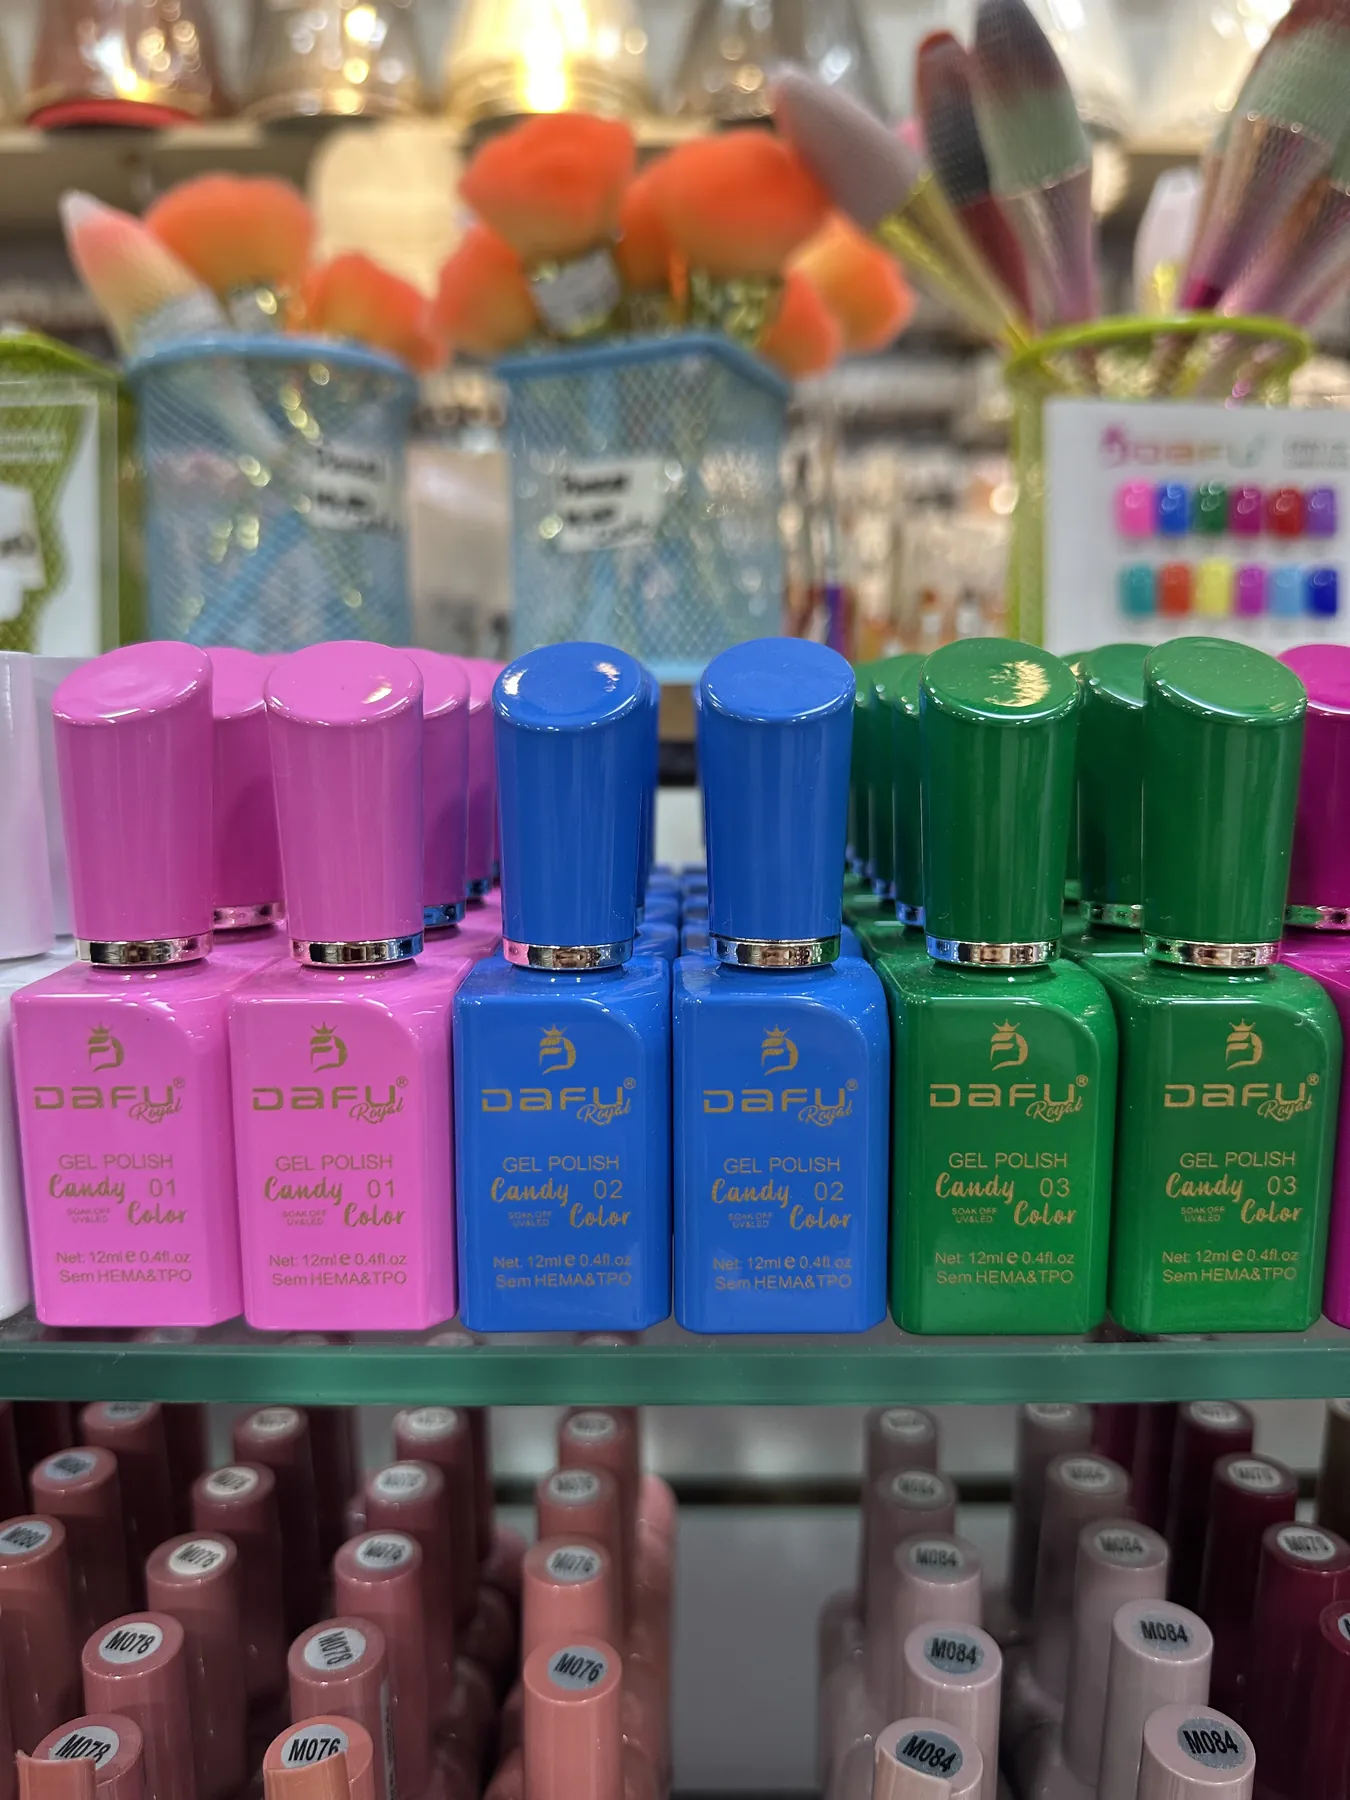 DaFU
DaFU® Royal
GEL POLISH
Candy 01
SOAK OFF
UV&LED
Color
Net: 12ml e 0.4fl.oz
Sem HEMA&TPO
DaFU® Royal
GEL POLISH
Candy 01
SOAK OFF
UV&LED
Color
Net: 12ml e 0.4fl.oz
Sem HEMA&TPO
DaFU® Royal
GEL POLISH
Candy 02
SOAK OFF
UV&LED
Color
Net: 12ml e 0.4fl.oz
Sem HEMA&TPO
DaFU® Royal
GEL POLISH
Candy 02
SOAK OFF
UV&LED
Color
Net: 12ml e 0.4fl.oz
Sem HEMA&TPO
DaFU® Royal
GEL POLISH
Candy 03
SOAK OFF
UV&LED
Color
Net: 12ml e 0.4fl.oz
Sem HEMA&TPO
DaFU® Royal
GEL POLISH
Candy 03
SOAK OFF
UV&LED
Color
Net: 12ml e 0.4fl.oz
Sem HEMA&TPO
M078
M078
M076
M084
M084
M078
M078
M076
M084
M084
M078
M076
M084
M084